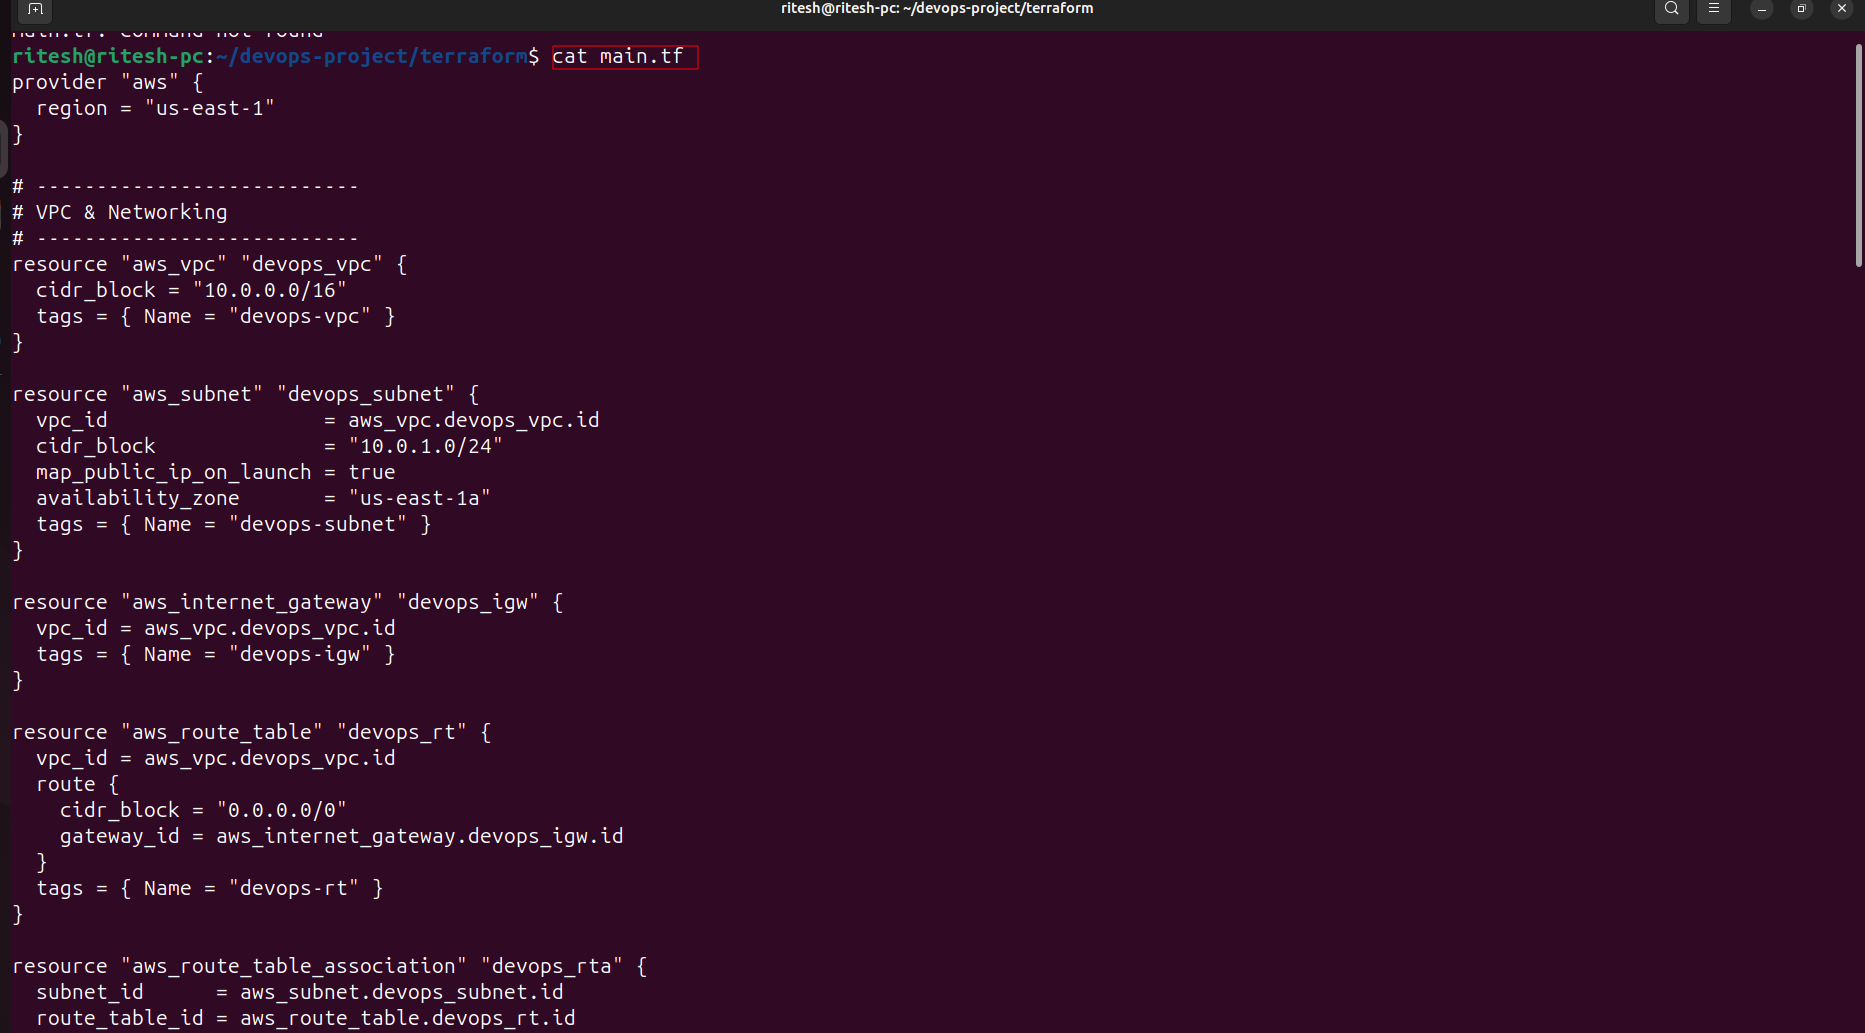 ritesh@ritesh-pc: ~/devops-project/terraform
main.tf: command not found
ritesh@ritesh-pc:~/devops-project/terraform$ cat main.tf
provider "aws" {
  region = "us-east-1"
}
# ---------------------------
# VPC & Networking
# ---------------------------
resource "aws_vpc" "devops_vpc" {
  cidr_block = "10.0.0.0/16"
  tags = { Name = "devops-vpc" }
}
resource "aws_subnet" "devops_subnet" {
  vpc_id                  = aws_vpc.devops_vpc.id
  cidr_block              = "10.0.1.0/24"
  map_public_ip_on_launch = true
  availability_zone       = "us-east-1a"
  tags = { Name = "devops-subnet" }
}
resource "aws_internet_gateway" "devops_igw" {
  vpc_id = aws_vpc.devops_vpc.id
  tags = { Name = "devops-igw" }
}
resource "aws_route_table" "devops_rt" {
  vpc_id = aws_vpc.devops_vpc.id
  route {
    cidr_block = "0.0.0.0/0"
    gateway_id = aws_internet_gateway.devops_igw.id
  }
  tags = { Name = "devops-rt" }
}
resource "aws_route_table_association" "devops_rta" {
  subnet_id      = aws_subnet.devops_subnet.id
  route_table_id = aws_route_table.devops_rt.id